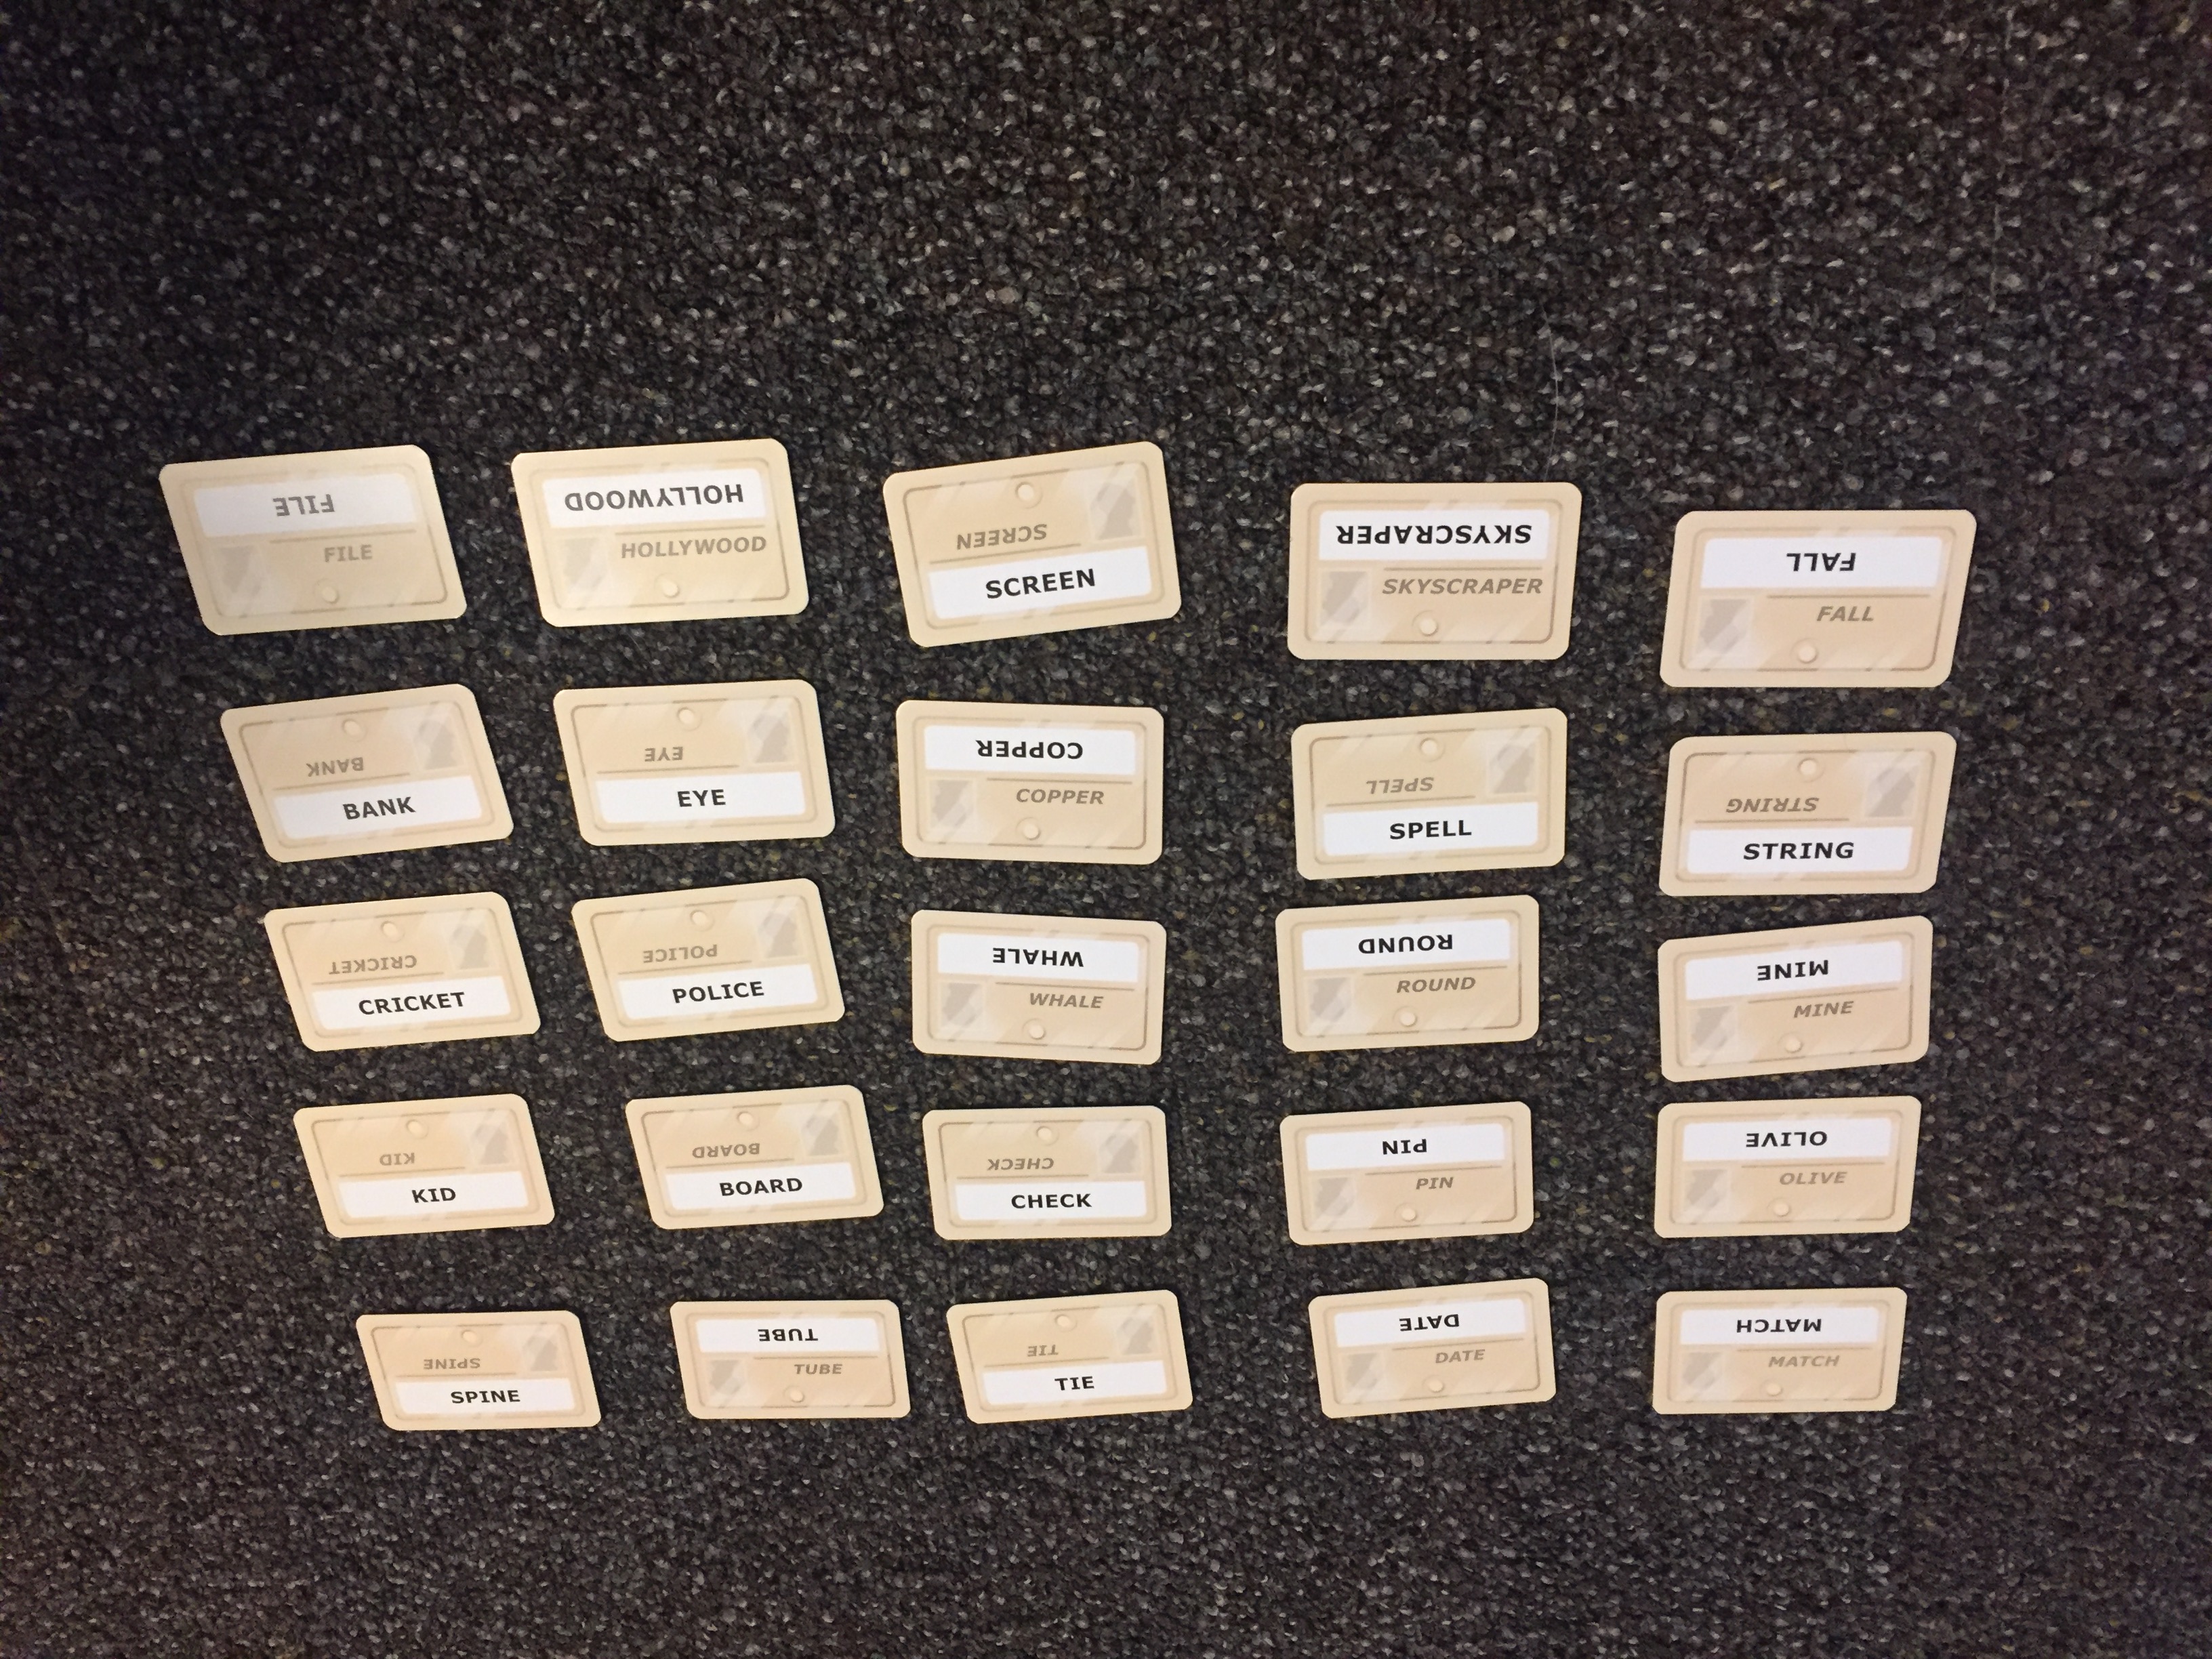 SPINE
SPINE
KID
KID
CRICKET
CRICKET
BANK
BANK
FILE
FILE
TUBE
TUBE
BOARD
BOARD
POLICE
POLICE
EYE
EYE
HOLLYWOOD
HOLLYWOOD
TIE
TIE
CHECK
CHECK
WHALE
WHALE
COPPER
COPPER
SCREEN
SCREEN
DATE
DATE
PIN
PIN
ROUND
ROUND
SPELL
SPELL
SKYSCRAPER
SKYSCRAPER
MATCH
MATCH
OLIVE
OLIVE
MINE
MINE
STRING
STRING
FALL
FALL